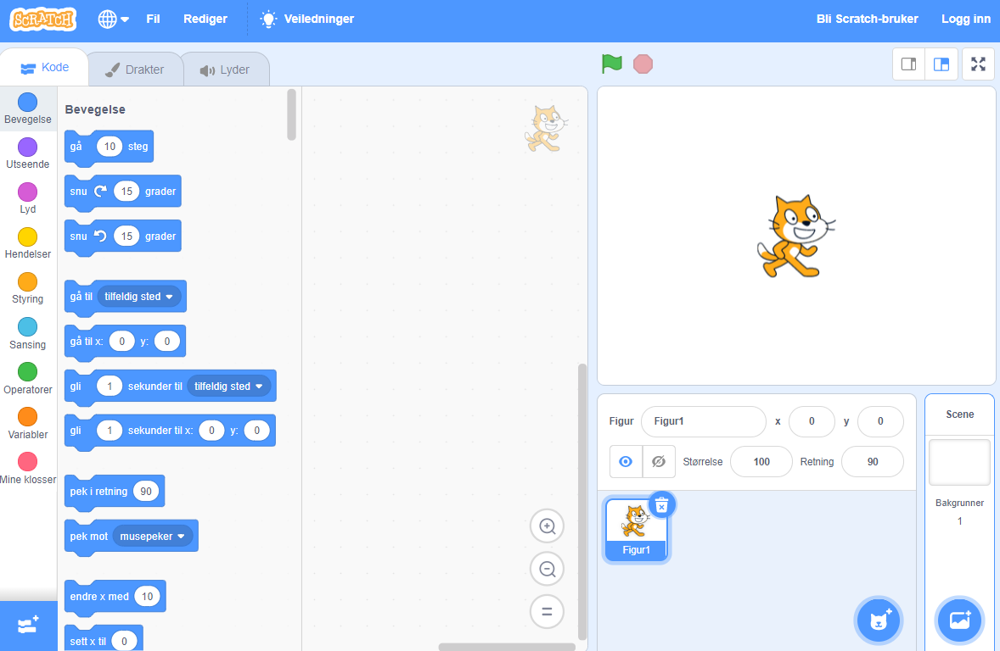 SCRATCH Fil Rediger Veiledninger Bli Scratch-bruker Logg inn
Kode Drakter Lyder
Bevegelse
Utseende
Lyd
Hendelser
Styring
Sansing
Operatorer
Variabler
Mine klosser
Bevegelse
gå 10 steg
snu 15 grader
snu 15 grader
gå til tilfeldig sted
gå til x: 0 y: 0
gli 1 sekunder til tilfeldig sted
gli 1 sekunder til x: 0 y: 0
pek i retning 90
pek mot musepeker
endre x med 10
sett x til 0
Figur Figur1 x 0 y 0
Størrelse 100 Retning 90
Figur1
Scene
Bakgrunner
1